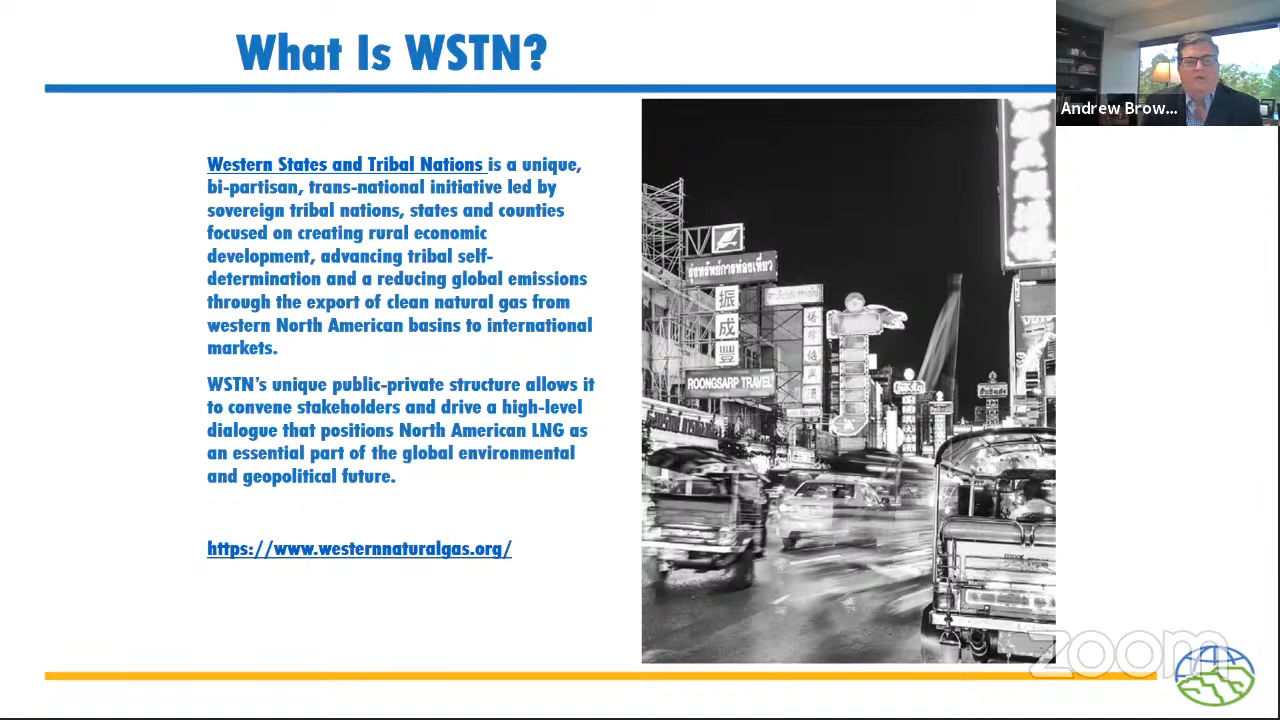 What Is WSTN?
Andrew Brow...
Western States and Tribal Nations is a unique,
bi-partisan, trans-national initiative led by
sovereign tribal nations, states and counties
focused on creating rural economic
development, advancing tribal self-
determination and a reducing global emissions
through the export of clean natural gas from
western North American basins to international
markets.
WSTN’s unique public-private structure allows it
to convene stakeholders and drive a high-level
dialogue that positions North American LNG as
an essential part of the global environmental
and geopolitical future.
https://www.westernnaturalgas.org/
振
成
豐
ROONGSARP TRAVEL
zoom